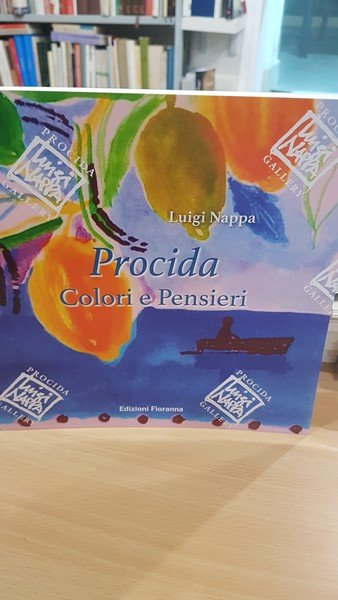 Luigi Nappa
Procida
Colori e Pensieri
Edizioni Fioranna
PROCIDA
LUIGI
NAPPA
GALLERY
PROCIDA
LUIGI
NAPPA
GALLERY
PROCIDA
LUIGI
NAPPA
GALLERY
PROCIDA
LUIGI
NAPPA
GALLERY